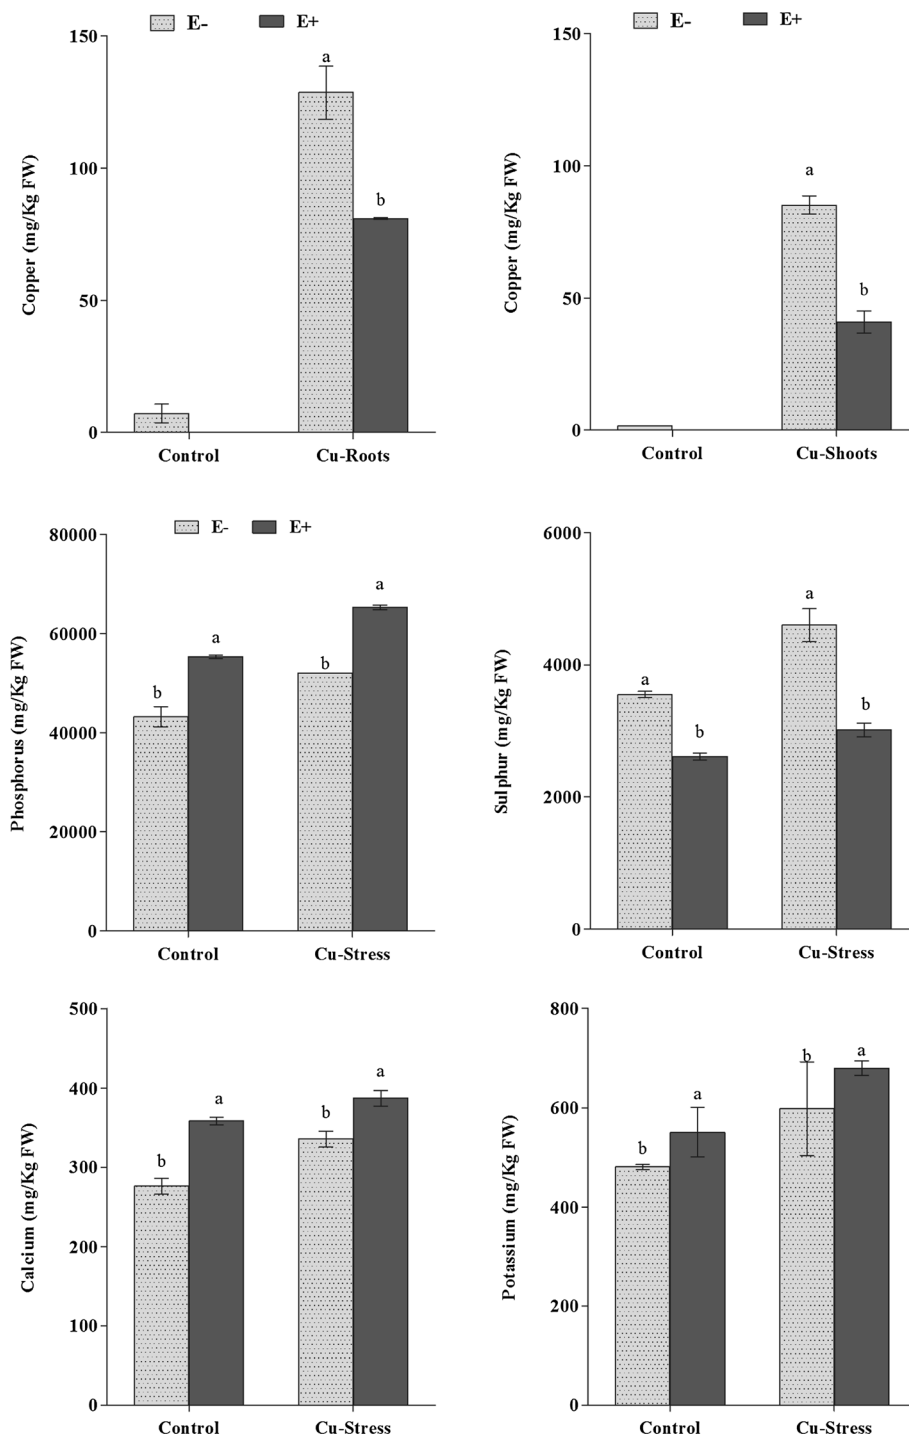 E- E+
150
100
50
0
Copper (mg/Kg FW)
a
b
Control Cu-Roots
E- E+
150
100
50
0
Copper (mg/Kg FW)
a
b
Control Cu-Shoots
E- E+
80000
60000
40000
20000
0
Phosphorus (mg/Kg FW)
b a b a
Control Cu-Stress
6000
4000
2000
0
Sulphur (mg/Kg FW)
a b a b
Control Cu-Stress
500
400
300
200
100
0
Calcium (mg/Kg FW)
b a b a
Control Cu-Stress
800
600
400
200
0
Potassium (mg/Kg FW)
b a b a
Control Cu-Stress